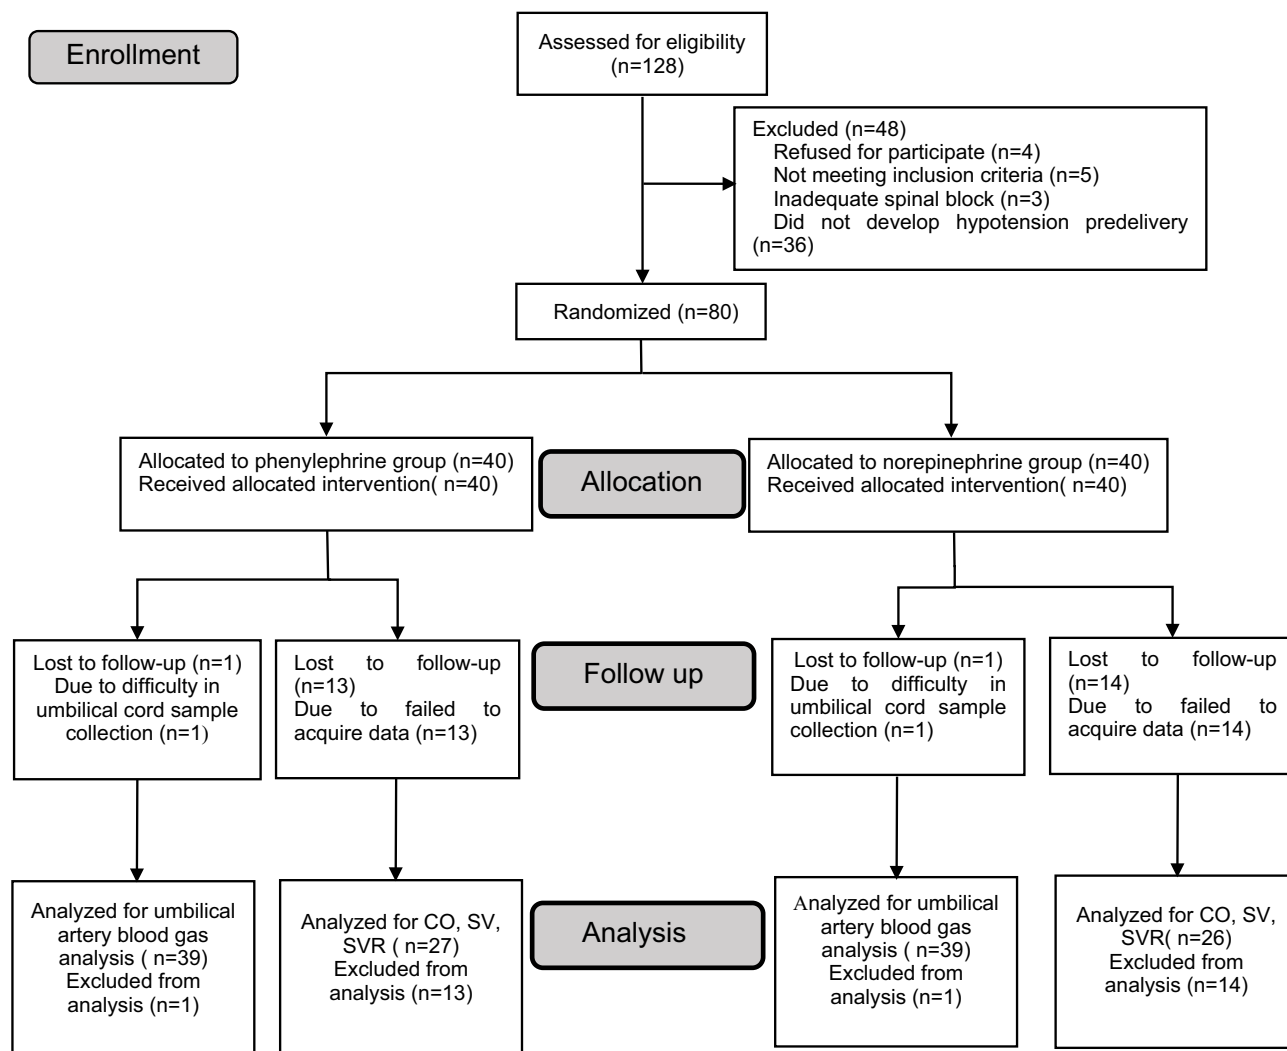 Enrollment
Assessed for eligibility
(n=128)
Excluded (n=48)
Refused for participate (n=4)
Not meeting inclusion criteria (n=5)
Inadequate spinal block (n=3)
Did not develop hypotension predelivery
(n=36)
Randomized (n=80)
Allocated to phenylephrine group (n=40)
Received allocated intervention( n=40)
Allocation
Allocated to norepinephrine group (n=40)
Received allocated intervention( n=40)
Lost to follow-up (n=1)
Due to difficulty in
umbilical cord sample
collection (n=1)
Lost to follow-up
(n=13)
Due to failed to
acquire data (n=13)
Follow up
Lost to follow-up (n=1)
Due to difficulty in
umbilical cord sample
collection (n=1)
Lost to follow-up
(n=14)
Due to failed to
acquire data (n=14)
Analyzed for umbilical
artery blood gas
analysis ( n=39)
Excluded from
analysis (n=1)
Analyzed for CO, SV,
SVR ( n=27)
Excluded from
analysis (n=13)
Analysis
Analyzed for umbilical
artery blood gas
analysis ( n=39)
Excluded from
analysis (n=1)
Analyzed for CO, SV,
SVR( n=26)
Excluded from
analysis (n=14)